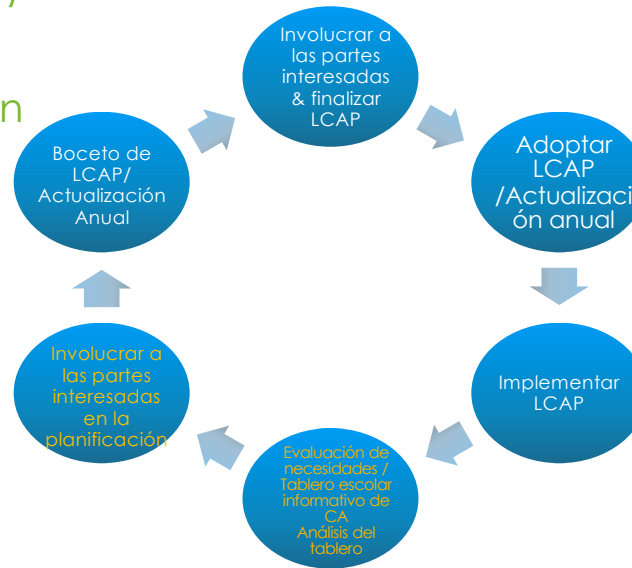 y
n
Involucrar a
las partes
interesadas
& finalizar
LCAP
Adoptar
LCAP
/Actualizaci
ón anual
Implementar
LCAP
Evaluación de
necesidades /
Tablero escolar
informativo de
CA
Análisis del
tablero
Involucrar a
las partes
interesadas
en la
planificación
Boceto de
LCAP/
Actualización
Anual